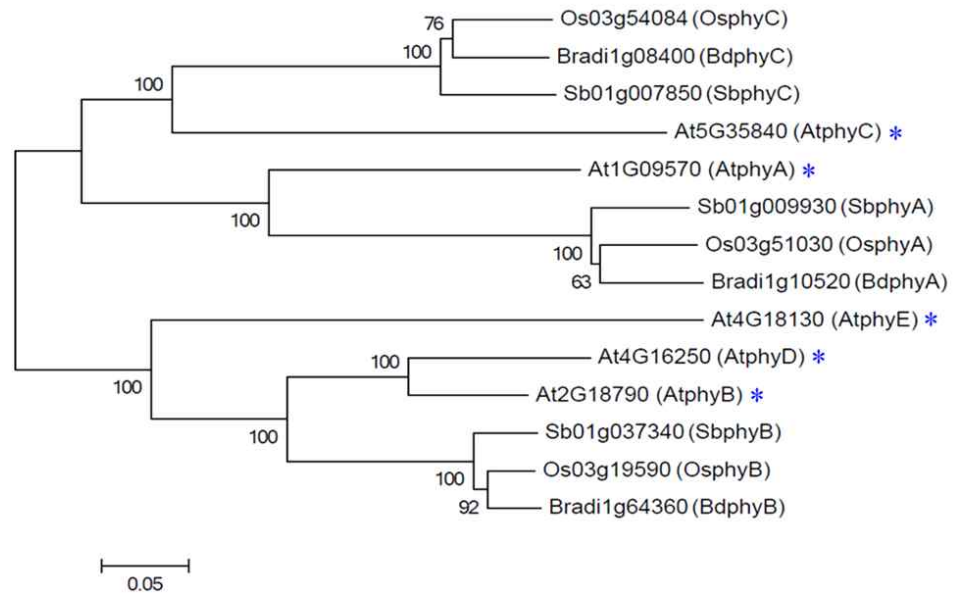 76
Os03g54084 (OsphyC)
100
Bradi1g08400 (BdphyC)
100
Sb01g007850 (SbphyC)
At5G35840 (AtphyC) *
At1G09570 (AtphyA) *
100
Sb01g009930 (SbphyA)
100
Os03g51030 (OsphyA)
63
Bradi1g10520 (BdphyA)
At4G18130 (AtphyE) *
100
At4G16250 (AtphyD) *
100
At2G18790 (AtphyB) *
100
Sb01g037340 (SbphyB)
100
Os03g19590 (OsphyB)
92
Bradi1g64360 (BdphyB)
0.05